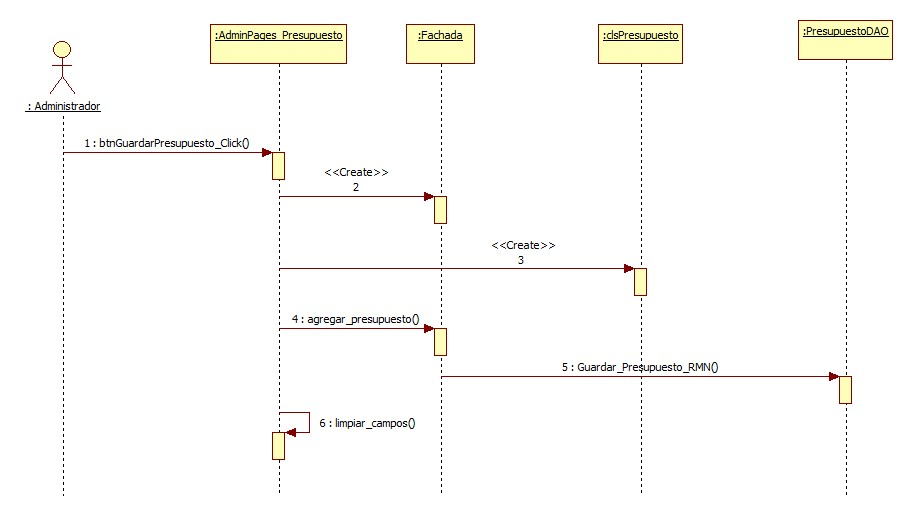 :AdminPages_Presupuesto
:Fachada
:clsPresupuesto
:PresupuestoDAO
: Administrador
1 : btnGuardarPresupuesto_Click()
<<Create>>
2
<<Create>>
3
4 : agregar_presupuesto()
5 : Guardar_Presupuesto_RMN()
6 : limpiar_campos()